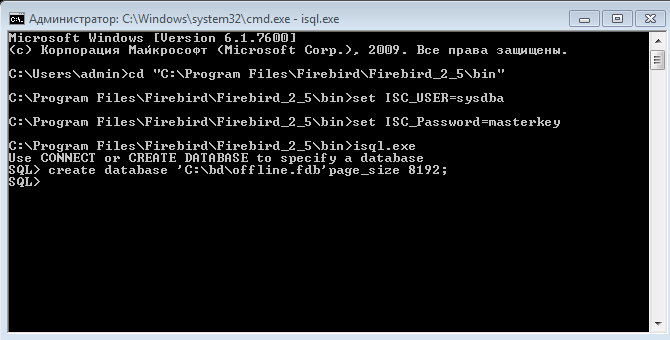 Администратор: C:\Windows\system32\cmd.exe - isql.exe
Microsoft Windows [Version 6.1.7600]
(c) Корпорация Майкрософт (Microsoft Corp.), 2009. Все права защищены.
C:\Users\admin>cd "C:\Program Files\Firebird\Firebird_2_5\bin"
C:\Program Files\Firebird\Firebird_2_5\bin>set ISC_USER=sysdba
C:\Program Files\Firebird\Firebird_2_5\bin>set ISC_Password=masterkey
C:\Program Files\Firebird\Firebird_2_5\bin>isql.exe
Use CONNECT or CREATE DATABASE to specify a database
SQL> create database 'C:\bd\offline.fdb'page_size 8192;
SQL>